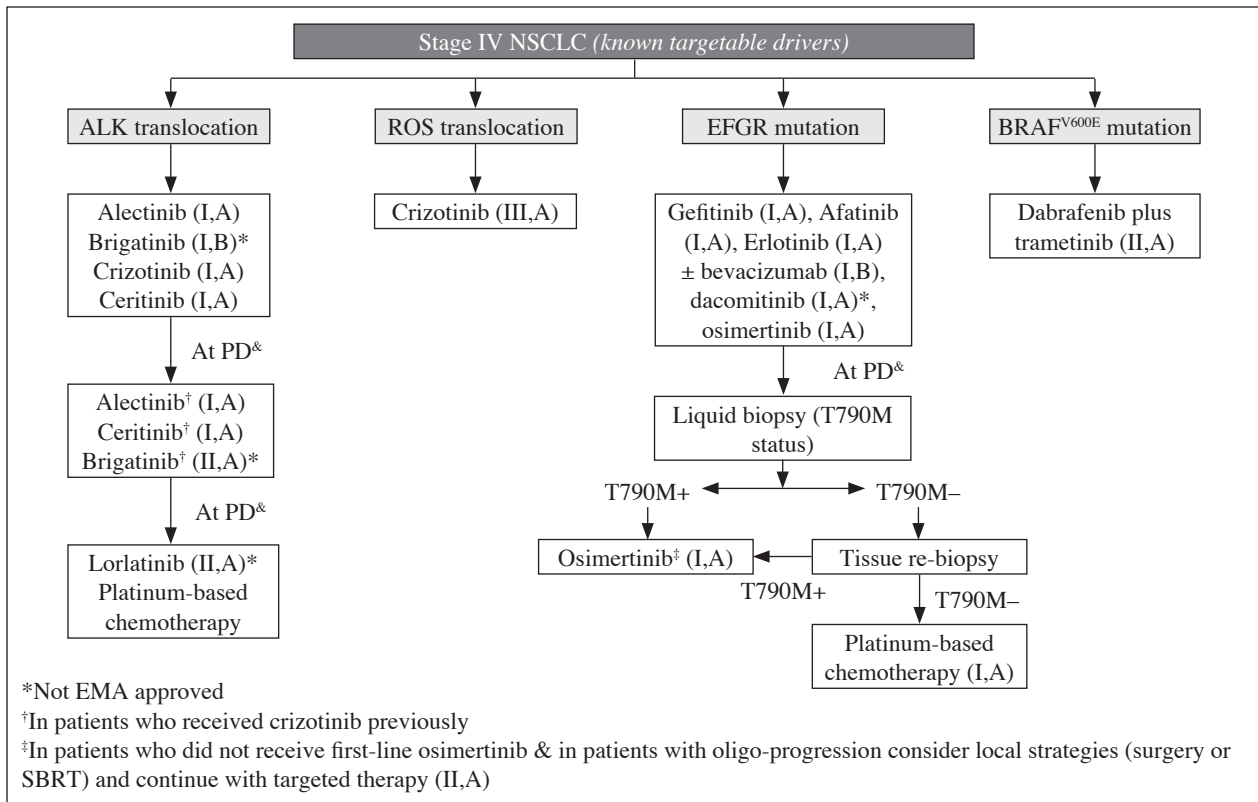 Stage IV NSCLC (known targetable drivers)
ALK translocation
ROS translocation
EFGR mutation
BRAFV600E mutation
Alectinib (I,A)
Brigatinib (I,B)*
Crizotinib (I,A)
Ceritinib (I,A)
Crizotinib (III,A)
Gefitinib (I,A), Afatinib
(I,A), Erlotinib (I,A)
± bevacizumab (I,B),
dacomitinib (I,A)*,
osimertinib (I,A)
Dabrafenib plus
trametinib (II,A)
At PD&
At PD&
Alectinib† (I,A)
Ceritinib† (I,A)
Brigatinib† (II,A)*
Liquid biopsy (T790M
status)
At PD&
T790M+
T790M–
Lorlatinib (II,A)*
Platinum-based
chemotherapy
Osimertinib‡ (I,A)
Tissue re-biopsy
T790M+
T790M–
Platinum-based
chemotherapy (I,A)
*Not EMA approved
†In patients who received crizotinib previously
‡In patients who did not receive first-line osimertinib & in patients with oligo-progression consider local strategies (surgery or
SBRT) and continue with targeted therapy (II,A)